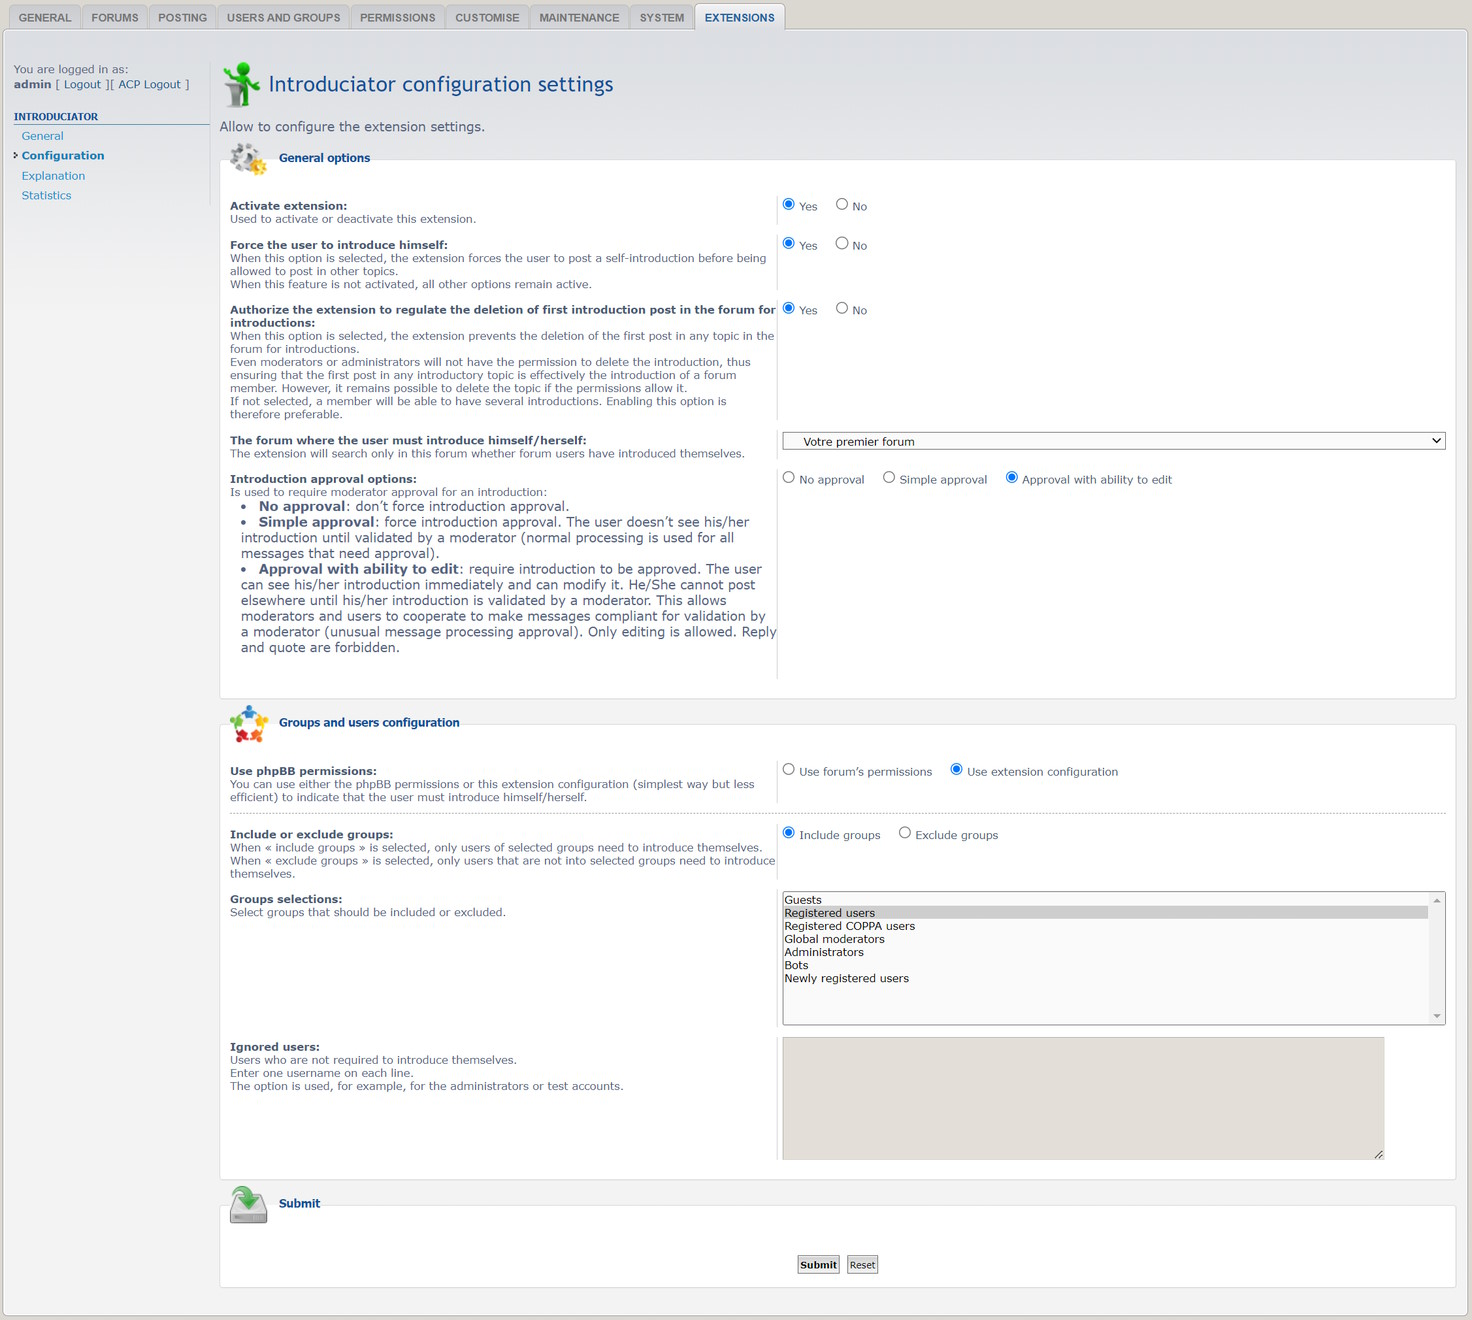 GENERAL FORUMS POSTING USERS AND GROUPS PERMISSIONS CUSTOMISE MAINTENANCE SYSTEM EXTENSIONS
You are logged in as:
admin [ Logout ][ ACP Logout ]
INTRODUCIATOR
General
Configuration
Explanation
Statistics
Introduciator configuration settings
Allow to configure the extension settings.
General options
Activate extension:
Used to activate or deactivate this extension.
Yes No
Force the user to introduce himself:
When this option is selected, the extension forces the user to post a self-introduction before being
allowed to post in other topics.
When this feature is not activated, all other options remain active.
Yes No
Authorize the extension to regulate the deletion of first introduction post in the forum for
introductions:
When this option is selected, the extension prevents the deletion of the first post in any topic in the
forum for introductions.
Even moderators or administrators will not have the permission to delete the introduction, thus
ensuring that the first post in any introductory topic is effectively the introduction of a forum
member. However, it remains possible to delete the topic if the permissions allow it.
If not selected, a member will be able to have several introductions. Enabling this option is
therefore preferable.
Yes No
The forum where the user must introduce himself/herself:
The extension will search only in this forum whether forum users have introduced themselves.
Votre premier forum
Introduction approval options:
Is used to require moderator approval for an introduction:
• No approval: don’t force introduction approval.
• Simple approval: force introduction approval. The user doesn’t see his/her
introduction until validated by a moderator (normal processing is used for all
messages that need approval).
• Approval with ability to edit: require introduction to be approved. The user
can see his/her introduction immediately and can modify it. He/She cannot post
elsewhere until his/her introduction is validated by a moderator. This allows
moderators and users to cooperate to make messages compliant for validation by
a moderator (unusual message processing approval). Only editing is allowed. Reply
and quote are forbidden.
No approval Simple approval Approval with ability to edit
Groups and users configuration
Use phpBB permissions:
You can use either the phpBB permissions or this extension configuration (simplest way but less
efficient) to indicate that the user must introduce himself/herself.
Use forum’s permissions Use extension configuration
Include or exclude groups:
When « include groups » is selected, only users of selected groups need to introduce themselves.
When « exclude groups » is selected, only users that are not into selected groups need to introduce
themselves.
Include groups Exclude groups
Groups selections:
Select groups that should be included or excluded.
Guests
Registered users
Registered COPPA users
Global moderators
Administrators
Bots
Newly registered users
Ignored users:
Users who are not required to introduce themselves.
Enter one username on each line.
The option is used, for example, for the administrators or test accounts.
Submit
Submit Reset